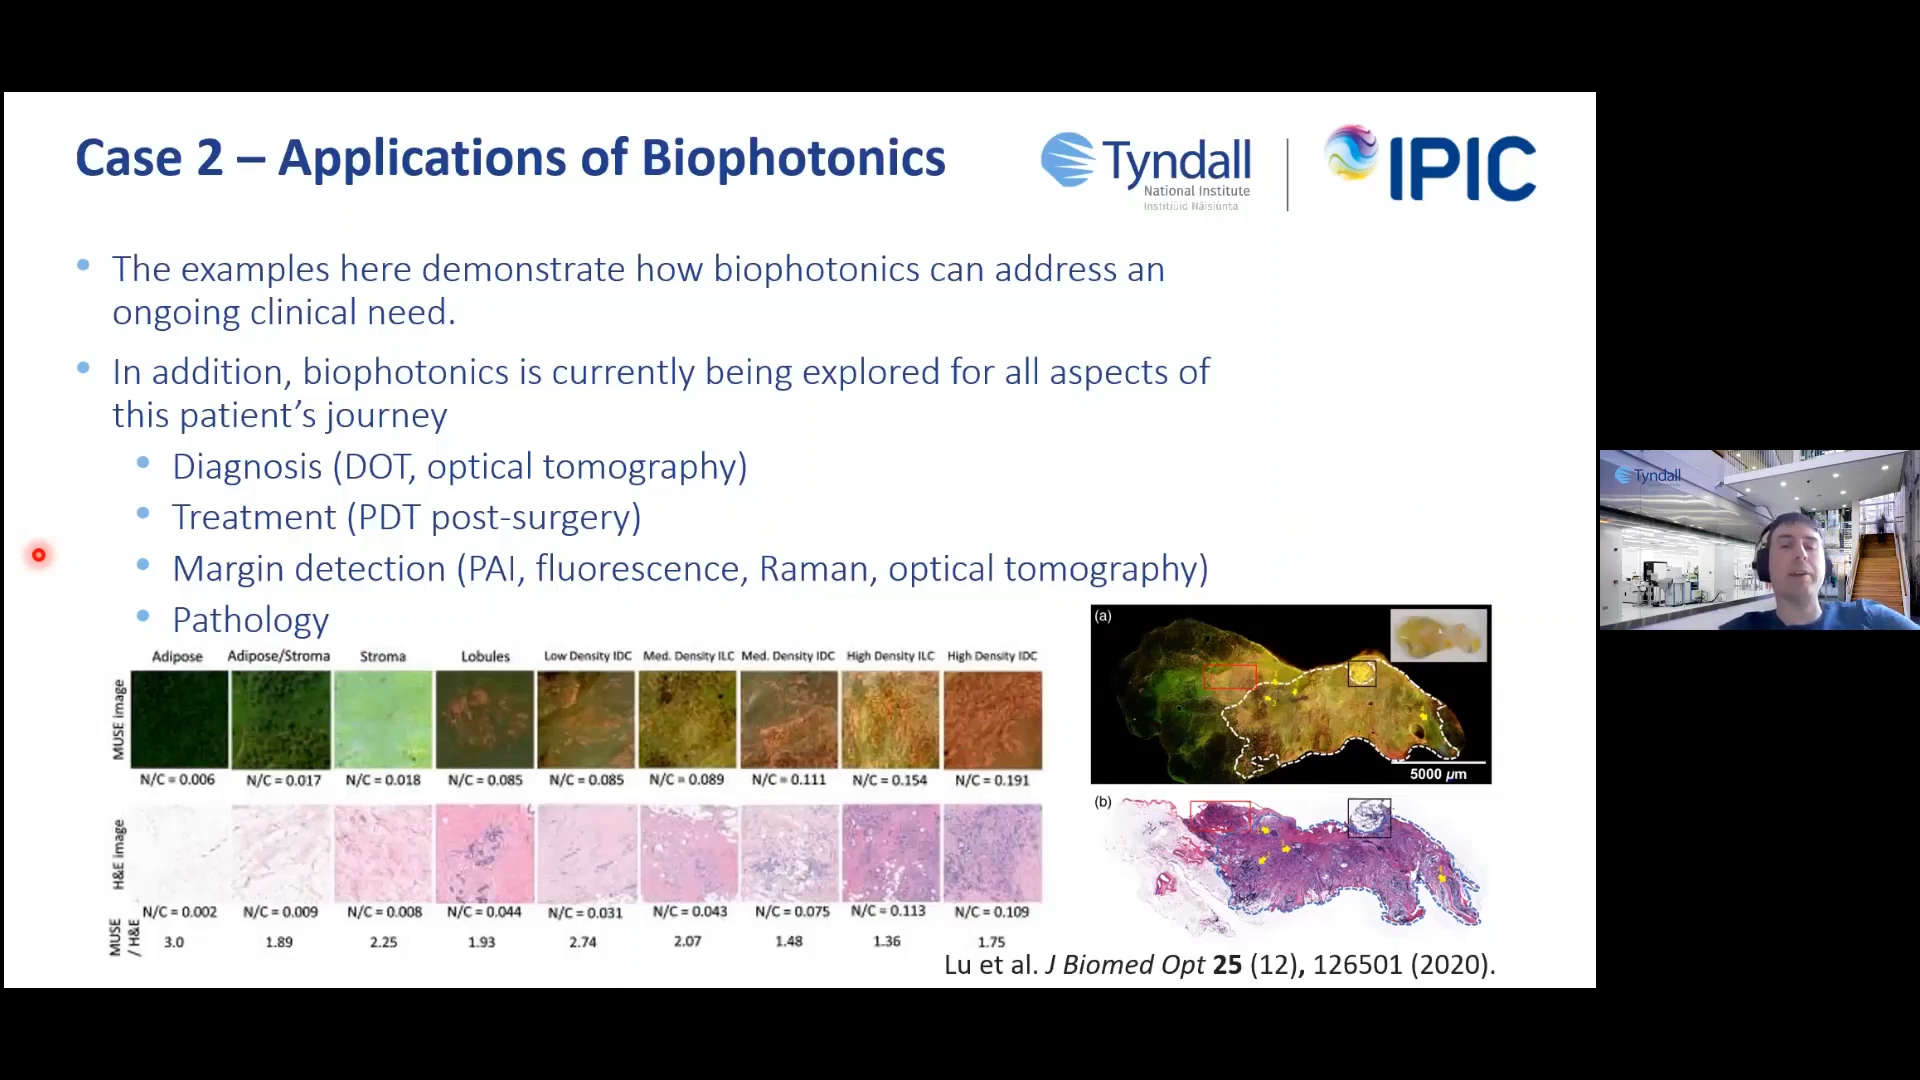 Case 2 – Applications of Biophotonics
Tyndall
National Institute
Institiúid Náisiúnta
IPIC
• The examples here demonstrate how biophotonics can address an
ongoing clinical need.
• In addition, biophotonics is currently being explored for all aspects of
this patient's journey
• Diagnosis (DOT, optical tomography)
• Treatment (PDT post-surgery)
• Margin detection (PAI, fluorescence, Raman, optical tomography)
• Pathology
Adipose Adipose/Stroma Stroma Lobules Low Density IDC Med. Density ILC Med. Density IDC High Density ILC High Density IDC
MUSE image
N/C = 0.006 N/C = 0.017 N/C = 0.018 N/C = 0.085 N/C = 0.085 N/C = 0.089 N/C = 0.111 N/C = 0.154 N/C = 0.191
H&E image
N/C = 0.002 N/C = 0.009 N/C = 0.008 N/C = 0.044 N/C = 0.031 N/C = 0.043 N/C = 0.075 N/C = 0.113 N/C = 0.109
MUSE / H&E
3.0 1.89 2.25 1.93 2.74 2.07 1.48 1.36 1.75
(a)
5000 µm
(b)
Lu et al. J Biomed Opt 25 (12), 126501 (2020).
Tyndall